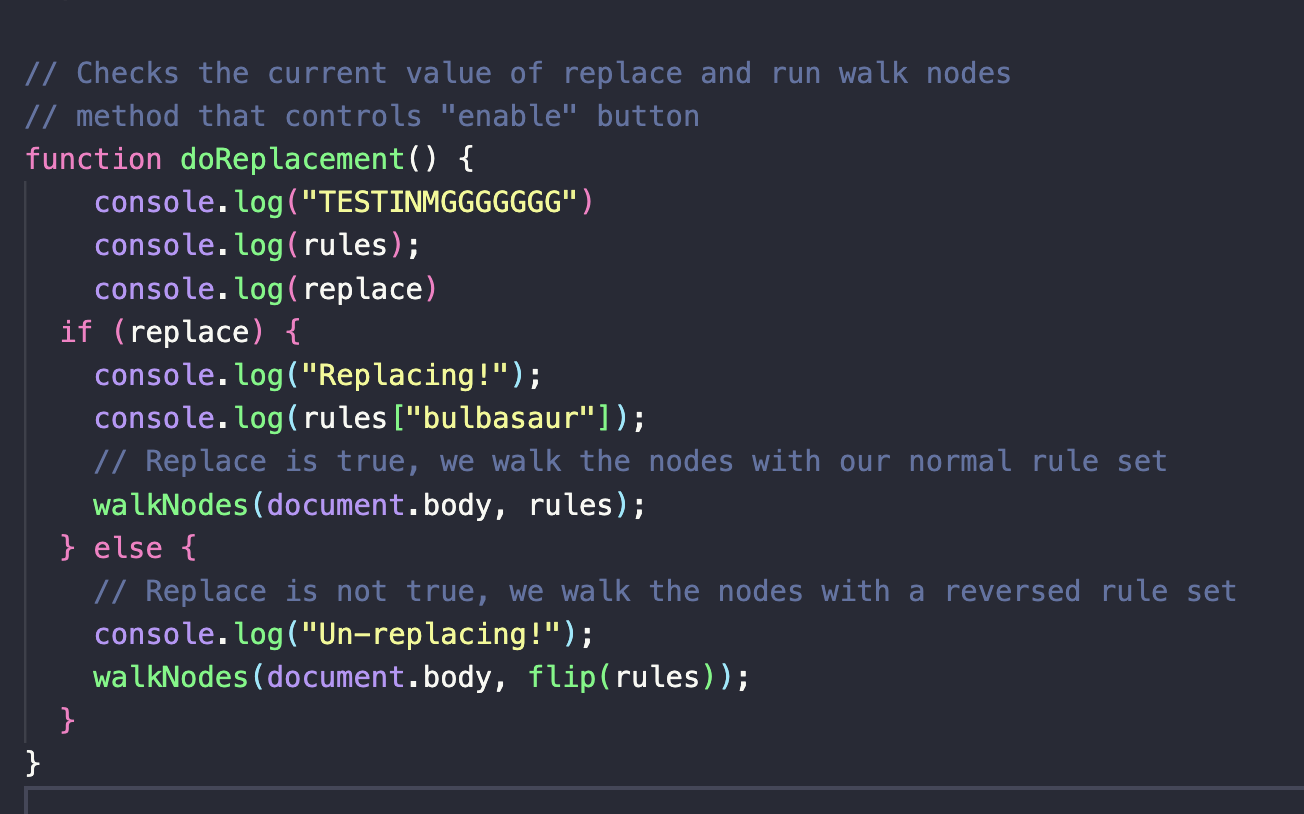 // Checks the current value of replace and run walk nodes
// method that controls "enable" button
function doReplacement() {
    console.log("TESTINMGGGGGGG")
    console.log(rules);
    console.log(replace)
  if (replace) {
    console.log("Replacing!");
    console.log(rules["bulbasaur"]);
    // Replace is true, we walk the nodes with our normal rule set
    walkNodes(document.body, rules);
  } else {
    // Replace is not true, we walk the nodes with a reversed rule set
    console.log("Un-replacing!");
    walkNodes(document.body, flip(rules));
  }
}